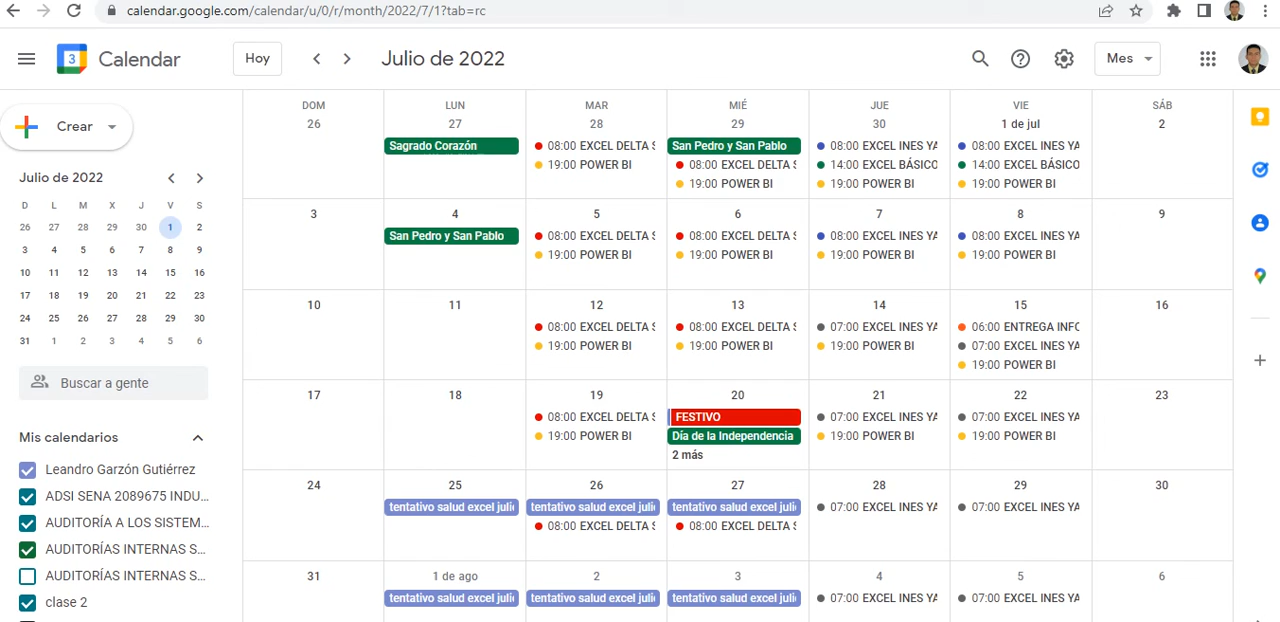 calendar.google.com/calendar/u/0/r/month/2022/7/1?tab=rc
3 Calendar Hoy Julio de 2022 Mes
Crear
Julio de 2022
D L M X J V S
26 27 28 29 30 1 2
3 4 5 6 7 8 9
10 11 12 13 14 15 16
17 18 19 20 21 22 23
24 25 26 27 28 29 30
31 1 2 3 4 5 6
Buscar a gente
Mis calendarios
Leandro Garzón Gutiérrez
ADSI SENA 2089675 INDU...
AUDITORÍA A LOS SISTEM...
AUDITORÍAS INTERNAS S...
AUDITORÍAS INTERNAS S...
clase 2
DOM LUN MAR MIÉ JUE VIE SÁB
26 27 28 29 30 1 de jul 2
Sagrado Corazón 08:00 EXCEL DELTA S San Pedro y San Pablo 08:00 EXCEL INES YA 08:00 EXCEL INES YA
19:00 POWER BI 08:00 EXCEL DELTA S 14:00 EXCEL BÁSICO 14:00 EXCEL BÁSICO
19:00 POWER BI 19:00 POWER BI 19:00 POWER BI
3 4 5 6 7 8 9
San Pedro y San Pablo 08:00 EXCEL DELTA S 08:00 EXCEL DELTA S 08:00 EXCEL INES YA 08:00 EXCEL INES YA
19:00 POWER BI 19:00 POWER BI 19:00 POWER BI 19:00 POWER BI
10 11 12 13 14 15 16
08:00 EXCEL DELTA S 08:00 EXCEL DELTA S 07:00 EXCEL INES YA 06:00 ENTREGA INFO
19:00 POWER BI 19:00 POWER BI 19:00 POWER BI 07:00 EXCEL INES YA
19:00 POWER BI
17 18 19 20 21 22 23
08:00 EXCEL DELTA S FESTIVO 07:00 EXCEL INES YA 07:00 EXCEL INES YA
19:00 POWER BI Día de la Independencia 19:00 POWER BI 19:00 POWER BI
2 más
24 25 26 27 28 29 30
tentativo salud excel juli tentativo salud excel juli tentativo salud excel juli 07:00 EXCEL INES YA 07:00 EXCEL INES YA
08:00 EXCEL DELTA S 08:00 EXCEL DELTA S
31 1 de ago 2 3 4 5 6
tentativo salud excel juli tentativo salud excel juli tentativo salud excel juli 07:00 EXCEL INES YA 07:00 EXCEL INES YA